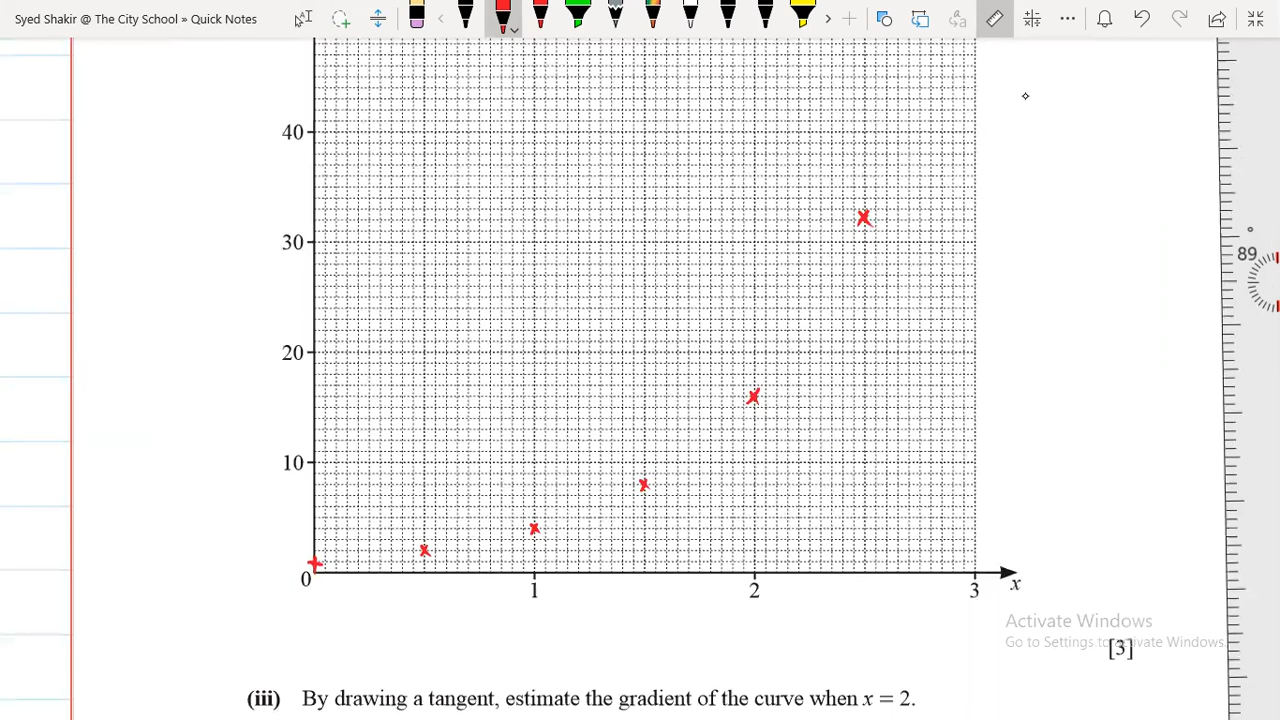 Syed Shakir @ The City School » Quick Notes
40
30
20
10
0
1
2
3
x
89
°
Activate Windows
Go to Settings to activate Windows.
[3]
(iii) By drawing a tangent, estimate the gradient of the curve when x = 2.